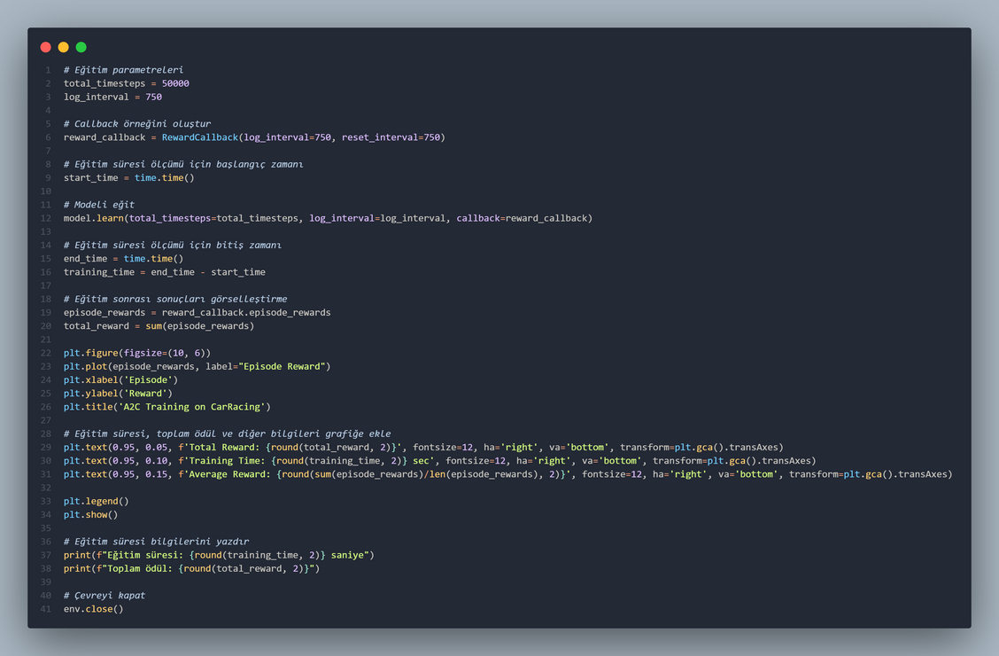 1 # Eğitim parametreleri
2 total_timesteps = 50000
3 log_interval = 750
4
5 # Callback örneğini oluştur
6 reward_callback = RewardCallback(log_interval=750, reset_interval=750)
7
8 # Eğitim süresi ölçümü için başlangıç zamanı
9 start_time = time.time()
10
11 # Modeli eğit
12 model.learn(total_timesteps=total_timesteps, log_interval=log_interval, callback=reward_callback)
13
14 # Eğitim süresi ölçümü için bitiş zamanı
15 end_time = time.time()
16 training_time = end_time - start_time
17
18 # Eğitim sonrası sonuçları görselleştirme
19 episode_rewards = reward_callback.episode_rewards
20 total_reward = sum(episode_rewards)
21
22 plt.figure(figsize=(10, 6))
23 plt.plot(episode_rewards, label="Episode Reward")
24 plt.xlabel('Episode')
25 plt.ylabel('Reward')
26 plt.title('A2C Training on CarRacing')
27
28 # Eğitim süresi, toplam ödül ve diğer bilgileri grafiğe ekle
29 plt.text(0.95, 0.05, f'Total Reward: {round(total_reward, 2)}', fontsize=12, ha='right', va='bottom', transform=plt.gca().transAxes)
30 plt.text(0.95, 0.10, f'Training Time: {round(training_time, 2)} sec', fontsize=12, ha='right', va='bottom', transform=plt.gca().transAxes)
31 plt.text(0.95, 0.15, f'Average Reward: {round(sum(episode_rewards)/len(episode_rewards), 2)}', fontsize=12, ha='right', va='bottom', transform=plt.gca().transAxes)
32
33 plt.legend()
34 plt.show()
35
36 # Eğitim süresi bilgilerini yazdır
37 print(f"Eğitim süresi: {round(training_time, 2)} saniye")
38 print(f"Toplam ödül: {round(total_reward, 2)}")
39
40 # Çevreyi kapat
41 env.close()